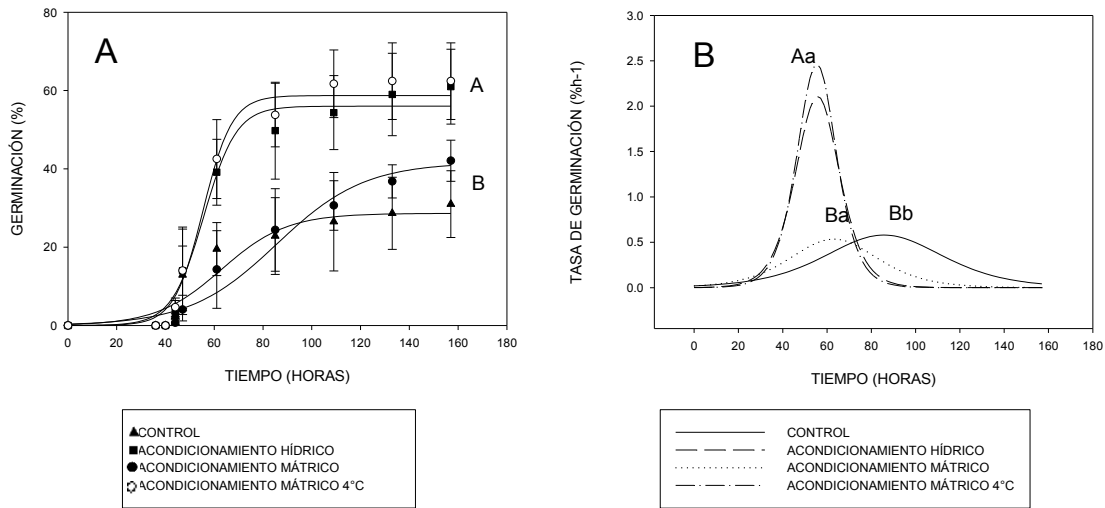 A
GERMINACIÓN (%)
80
60
40
20
0
A
B
0 20 40 60 80 100 120 140 160 180
TIEMPO (HORAS)
CONTROL
ACONDICIONAMIENTO HÍDRICO
ACONDICIONAMIENTO MÁTRICO
ACONDICIONAMIENTO MÁTRICO 4°C
B
TASA DE GERMINACIÓN (%h-1)
3.0
2.5
2.0
1.5
1.0
0.5
0.0
Aa
Ba
Bb
0 20 40 60 80 100 120 140 160 180
TIEMPO (HORAS)
CONTROL
ACONDICIONAMIENTO HÍDRICO
ACONDICIONAMIENTO MÁTRICO
ACONDICIONAMIENTO MÁTRICO 4°C